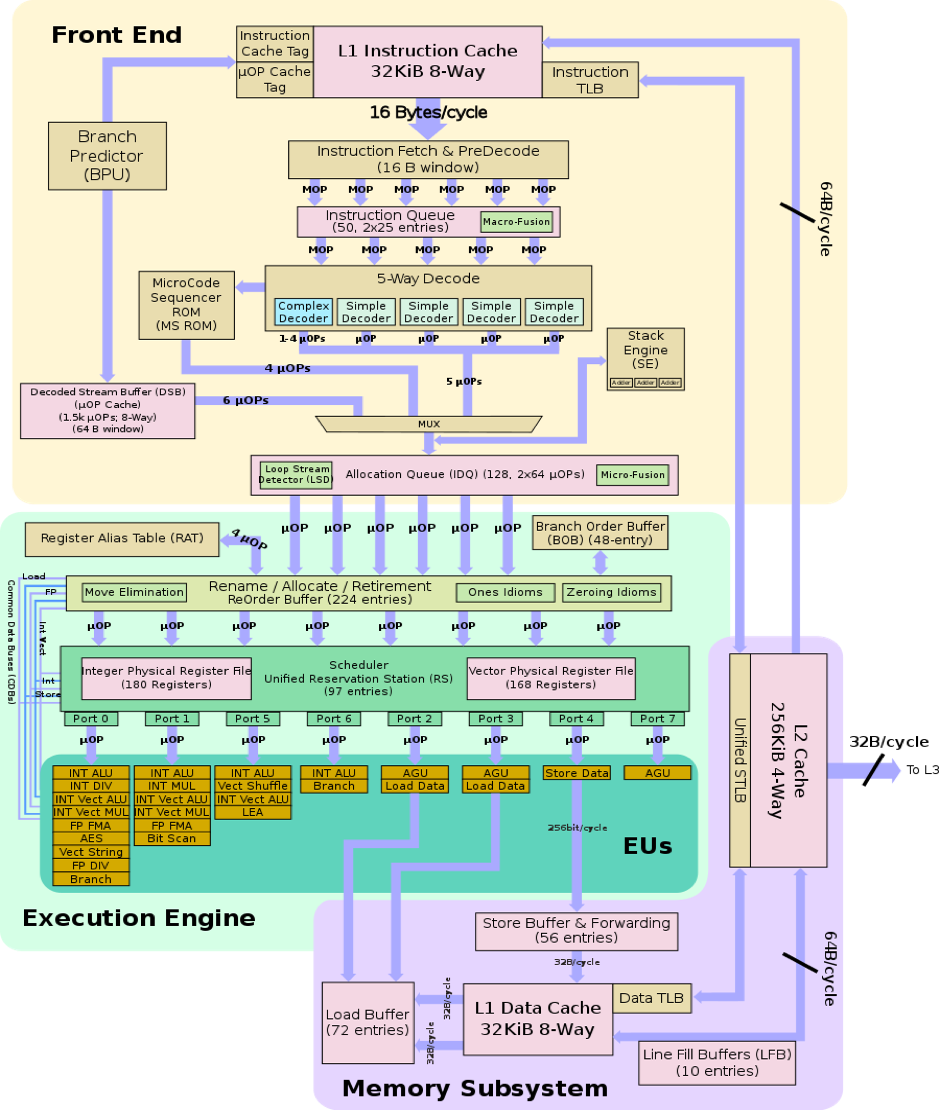 Front End
Instruction
Cache Tag
µOP Cache
Tag
L1 Instruction Cache
32KiB 8-Way
Instruction
TLB
16 Bytes/cycle
Branch
Predictor
(BPU)
Instruction Fetch & PreDecode
(16 B window)
MOP MOP MOP MOP MOP MOP
Instruction Queue
(50, 2x25 entries)
Macro-Fusion
64B/cycle
MOP MOP MOP MOP MOP
MicroCode
Sequencer
ROM
(MS ROM)
5-Way Decode
Complex
Decoder
Simple
Decoder
Simple
Decoder
Simple
Decoder
Simple
Decoder
1-4 µOPs µOP µOP µOP µOP
Stack
Engine
(SE)
Adder Adder Adder
4 µOPs
5 µOPs
Decoded Stream Buffer (DSB)
(µOP Cache)
(1.5k µOPs; 8-Way)
(64 B window)
6 µOPs
MUX
Loop Stream
Detector (LSD)
Allocation Queue (IDQ) (128, 2x64 µOPs)
Micro-Fusion
µOP µOP µOP µOP µOP µOP
Register Alias Table (RAT)
4 µOP
Branch Order Buffer
(BOB) (48-entry)
Common Data Buses (CDBs)
Load
FP
Int Vect
Int
Store
Move Elimination
Rename / Allocate / Retirement
ReOrder Buffer (224 entries)
Ones Idioms
Zeroing Idioms
µOP µOP µOP µOP µOP µOP µOP µOP
Integer Physical Register File
(180 Registers)
Scheduler
Unified Reservation Station (RS)
(97 entries)
Vector Physical Register File
(168 Registers)
Port 0 Port 1 Port 5 Port 6 Port 2 Port 3 Port 4 Port 7
µOP µOP µOP µOP µOP µOP µOP µOP
INT ALU
INT DIV
INT Vect ALU
INT Vect MUL
FP FMA
AES
Vect String
FP DIV
Branch
INT ALU
INT MUL
INT Vect ALU
INT Vect MUL
FP FMA
Bit Scan
INT ALU
Vect Shuffle
INT Vect ALU
LEA
INT ALU
Branch
AGU
Load Data
AGU
Load Data
Store Data
AGU
256bit/cycle
EUs
Execution Engine
Unified STLB
L2 Cache
256KiB 4-Way
32B/cycle
To L3
Store Buffer & Forwarding
(56 entries)
32B/cycle
64B/cycle
Load Buffer
(72 entries)
32B/cycle
32B/cycle
L1 Data Cache
32KiB 8-Way
Data TLB
Line Fill Buffers (LFB)
(10 entries)
Memory Subsystem